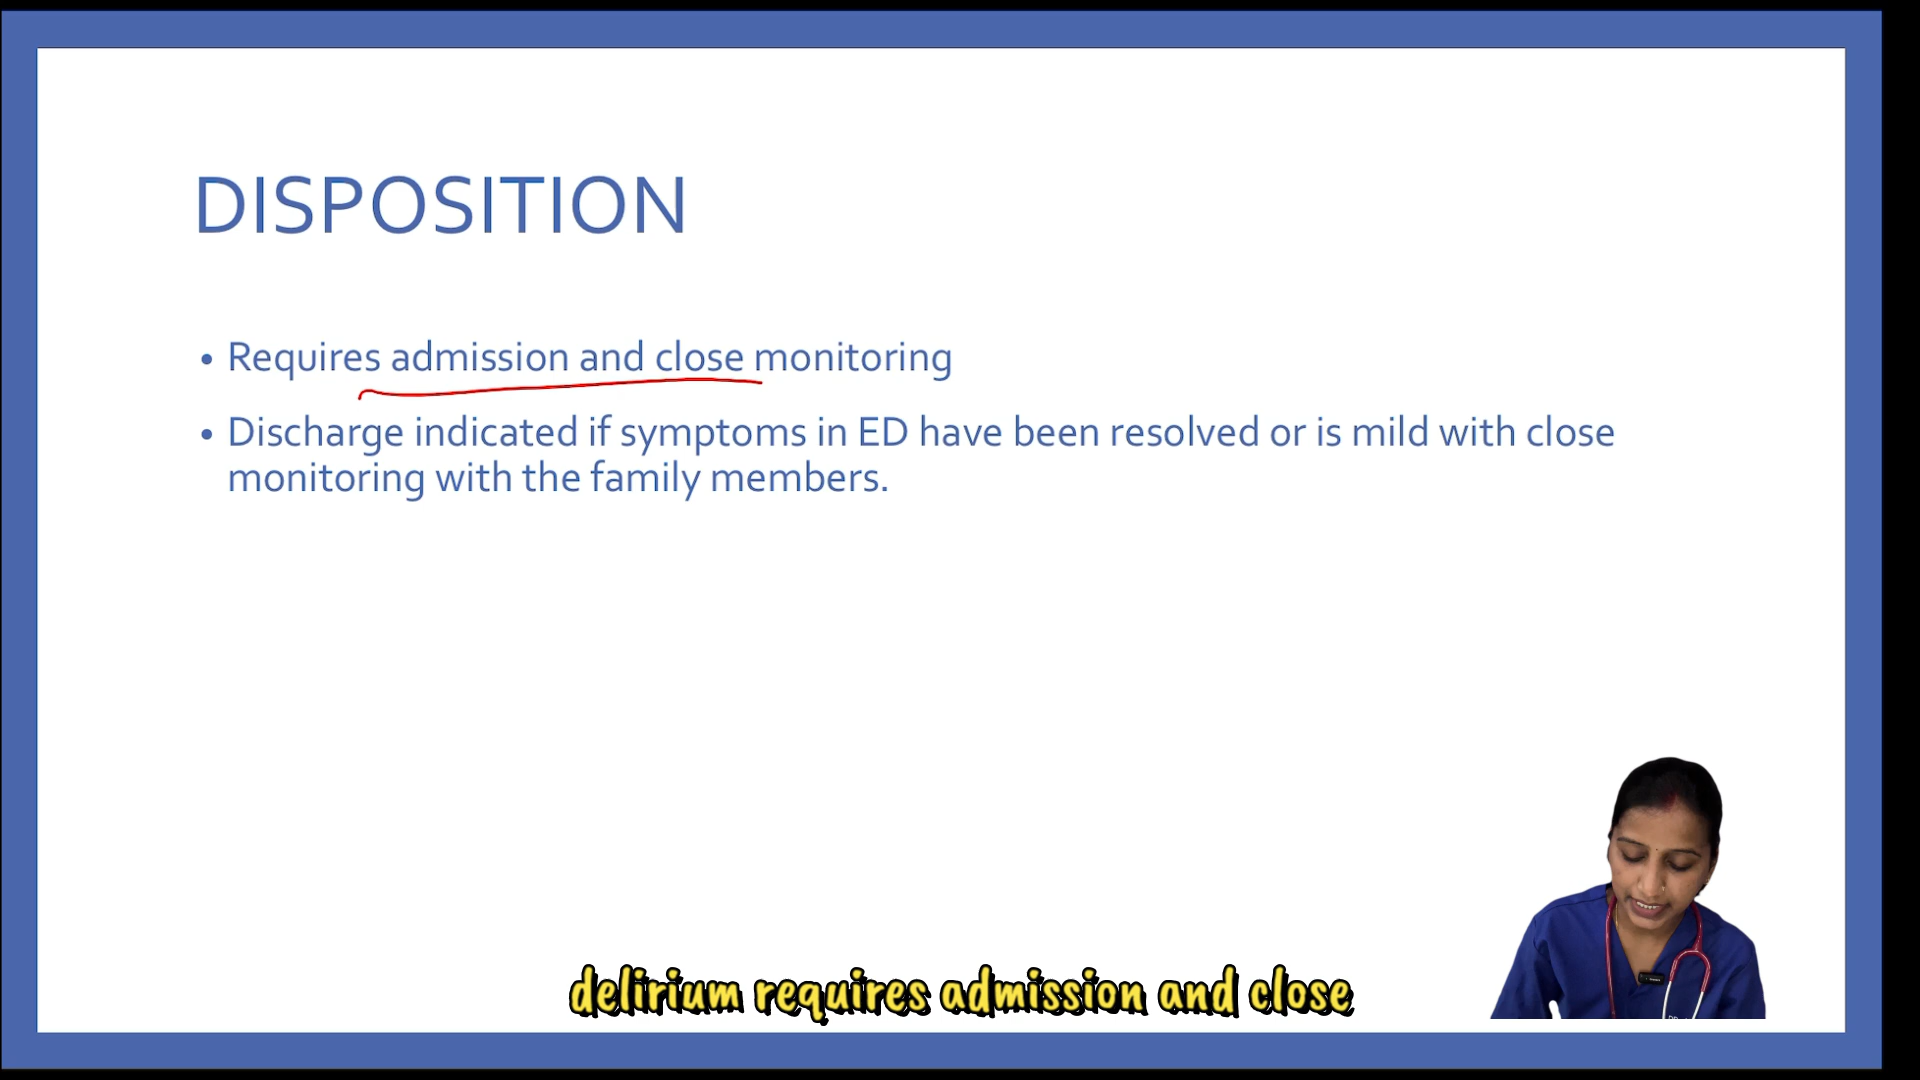 DISPOSITION
• Requires admission and close monitoring
• Discharge indicated if symptoms in ED have been resolved or is mild with close
monitoring with the family members.
delirium requires admission and close